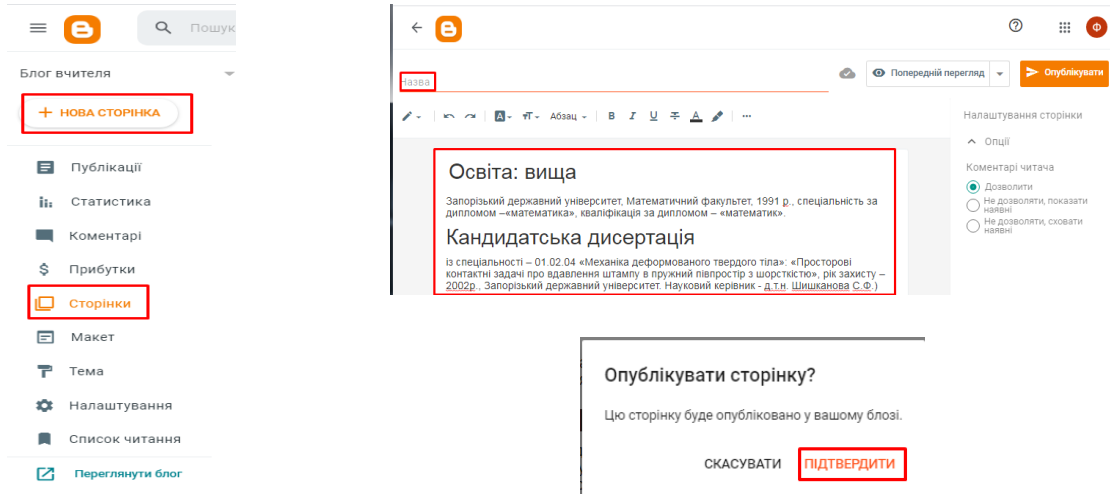 Пошук
Блог вчителя
+ НОВА СТОРІНКА
Публікації
Статистика
Коментарі
$ Прибутки
Сторінки
Макет
Тема
Налаштування
Список читання
Переглянути блог
Ф
Назва
Попередній перегляд
Опублікувати
Абзац
B I U A
Освіта: вища
Запорізький державний університет, Математичний факультет, 1991 р., спеціальність за
дипломом –«математика», кваліфікація за дипломом – «математик».
Кандидатська дисертація
із спеціальності – 01.02.04 «Механіка деформованого твердого тіла»: «Просторові
контактні задачі про вдавлення штампу в пружний півпростір з шорсткістю», рік захисту –
2002р., Запорізький державний університет. Науковий керівник - д.т.н. Шишканова С.Ф.)
Налаштування сторінки
Опції
Коментарі читача
Дозволити
Не дозволяти, показати
наявні
Не дозволяти, сховати
наявні
Опублікувати сторінку?
Цю сторінку буде опубліковано у вашому блозі.
СКАСУВАТИ ПІДТВЕРДИТИ